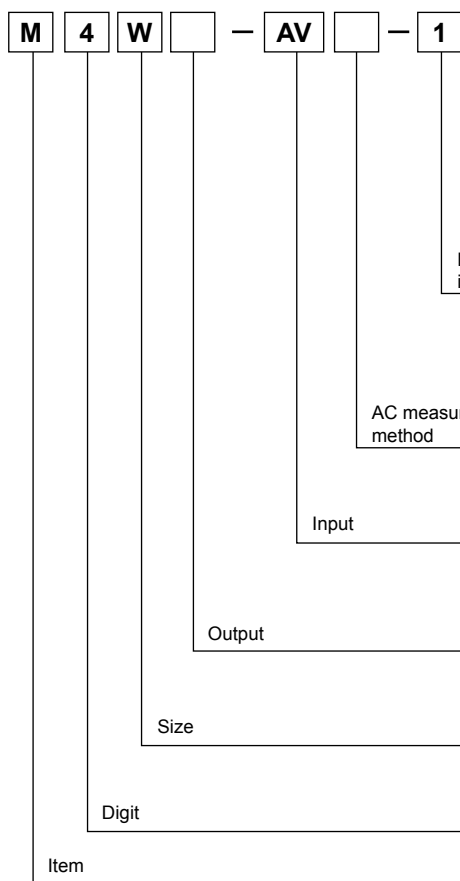 M 4 W — AV — 1
AC measu
method
Input
Output
Size
Digit
Item